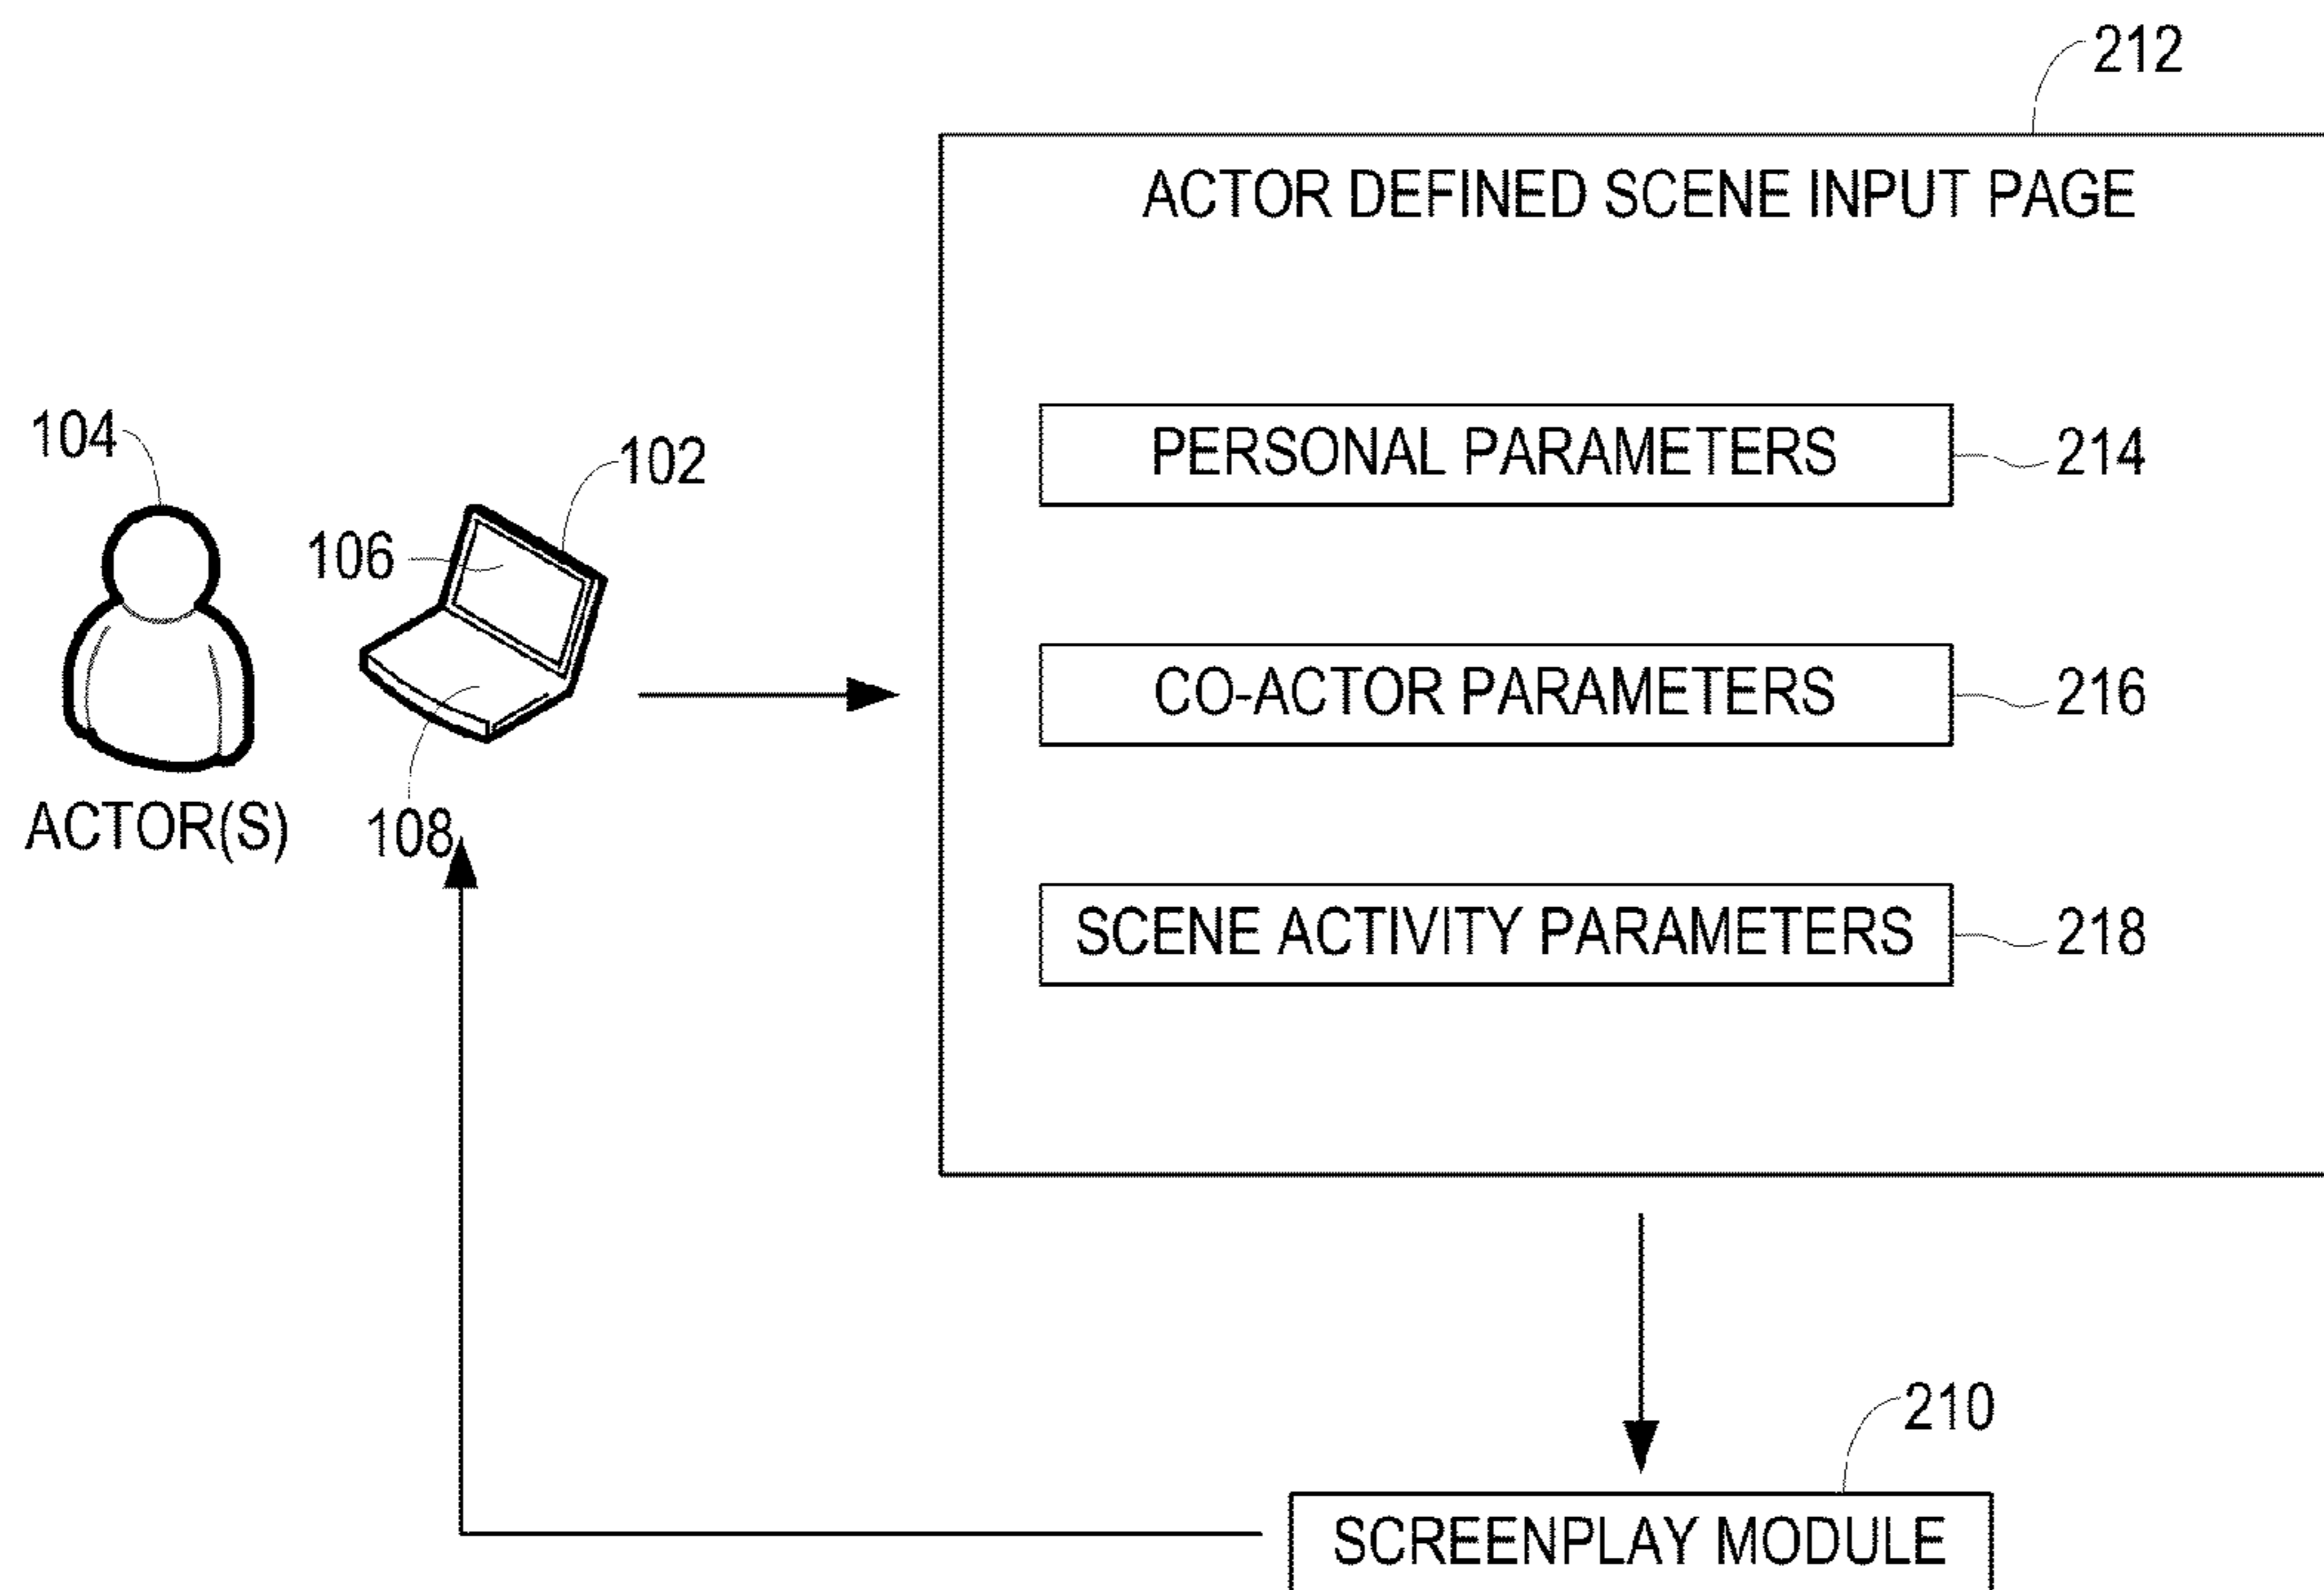 212
ACTOR DEFINED SCENE INPUT PAGE
104
102
106
PERSONAL PARAMETERS
214
CO-ACTOR PARAMETERS
216
ACTOR(S)
108
SCENE ACTIVITY PARAMETERS
218
210
SCREENPLAY MODULE